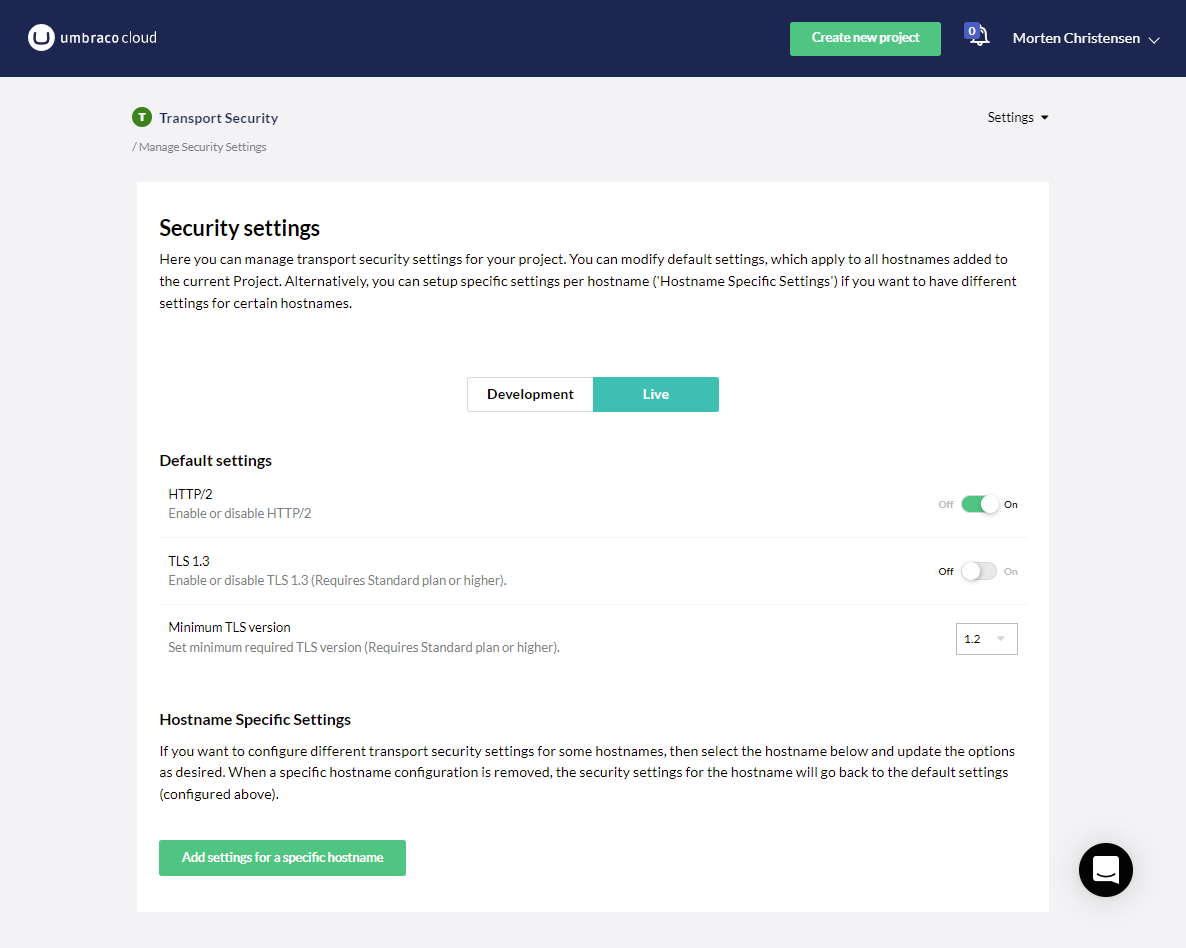 umbraco cloud
Create new project
0
Morten Christensen
T
Transport Security
Settings
/ Manage Security Settings
Security settings
Here you can manage transport security settings for your project. You can modify default settings, which apply to all hostnames added to
the current Project. Alternatively, you can setup specific settings per hostname ('Hostname Specific Settings') if you want to have different
settings for certain hostnames.
Development
Live
Default settings
HTTP/2
Enable or disable HTTP/2
Off
On
TLS 1.3
Enable or disable TLS 1.3 (Requires Standard plan or higher).
Off
On
Minimum TLS version
Set minimum required TLS version (Requires Standard plan or higher).
1.2
Hostname Specific Settings
If you want to configure different transport security settings for some hostnames, then select the hostname below and update the options
as desired. When a specific hostname configuration is removed, the security settings for the hostname will go back to the default settings
(configured above).
Add settings for a specific hostname